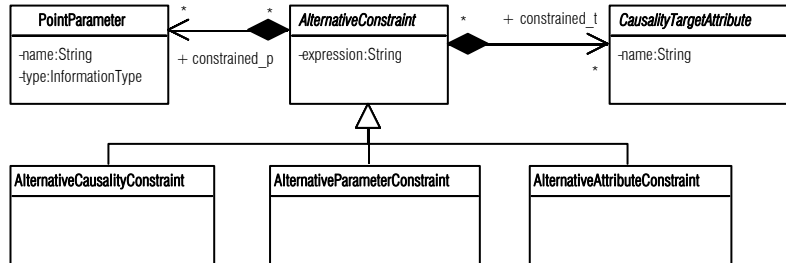 PointParameter
-name:String
-type:InformationType
*
*
+ constrained_p
AlternativeConstraint
-expression:String
*
+ constrained_t
*
CausalityTargetAttribute
-name:String
AlternativeCausalityConstraint
AlternativeParameterConstraint
AlternativeAttributeConstraint